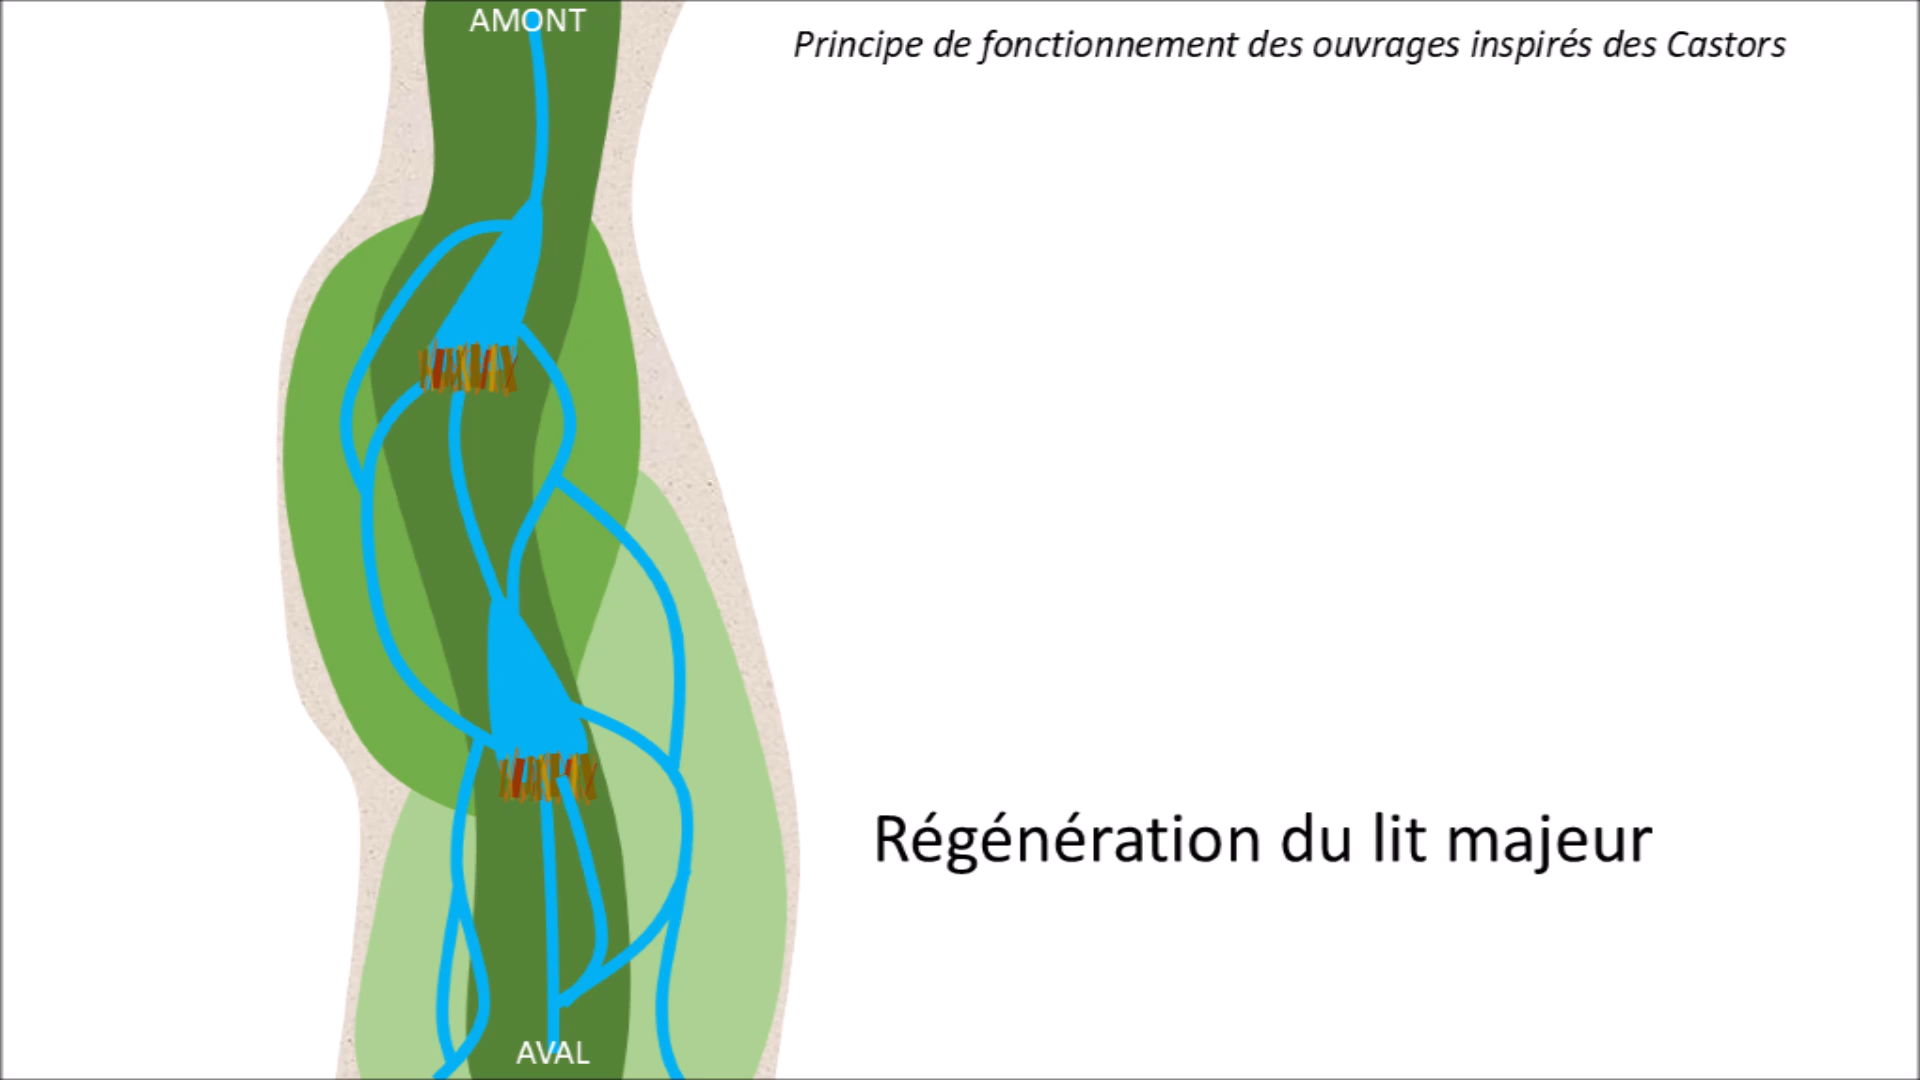 AMONT
Principe de fonctionnement des ouvrages inspirés des Castors
Régénération du lit majeur
AVAL